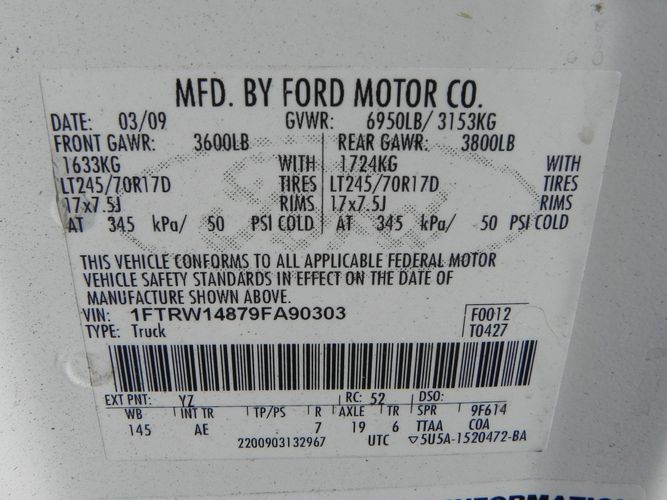 MFD. BY FORD MOTOR CO.
DATE: 03/09 GVWR: 6950LB/ 3153KG
FRONT GAWR: 3600LB REAR GAWR: 3800LB
1633KG WITH 1724KG WITH
LT245/70R17D TIRES LT245/70R17D TIRES
17x7.5J RIMS 17x7.5J RIMS
AT 345 kPa/ 50 PSI COLD AT 345 kPa/ 50 PSI COLD
THIS VEHICLE CONFORMS TO ALL APPLICABLE FEDERAL MOTOR
VEHICLE SAFETY STANDARDS IN EFFECT ON THE DATE OF
MANUFACTURE SHOWN ABOVE.
VIN: 1FTRW14879FA90303 F0012
TYPE: Truck T0427
EXT PNT: YZ RC: 52 DSO:
WB INT TR TP/PS R AXLE TR SPR 9F614
145 AE 7 19 6 TTAA COA
2200903132967 UTC ▽5U5A-1520472-BA
INFORMATION